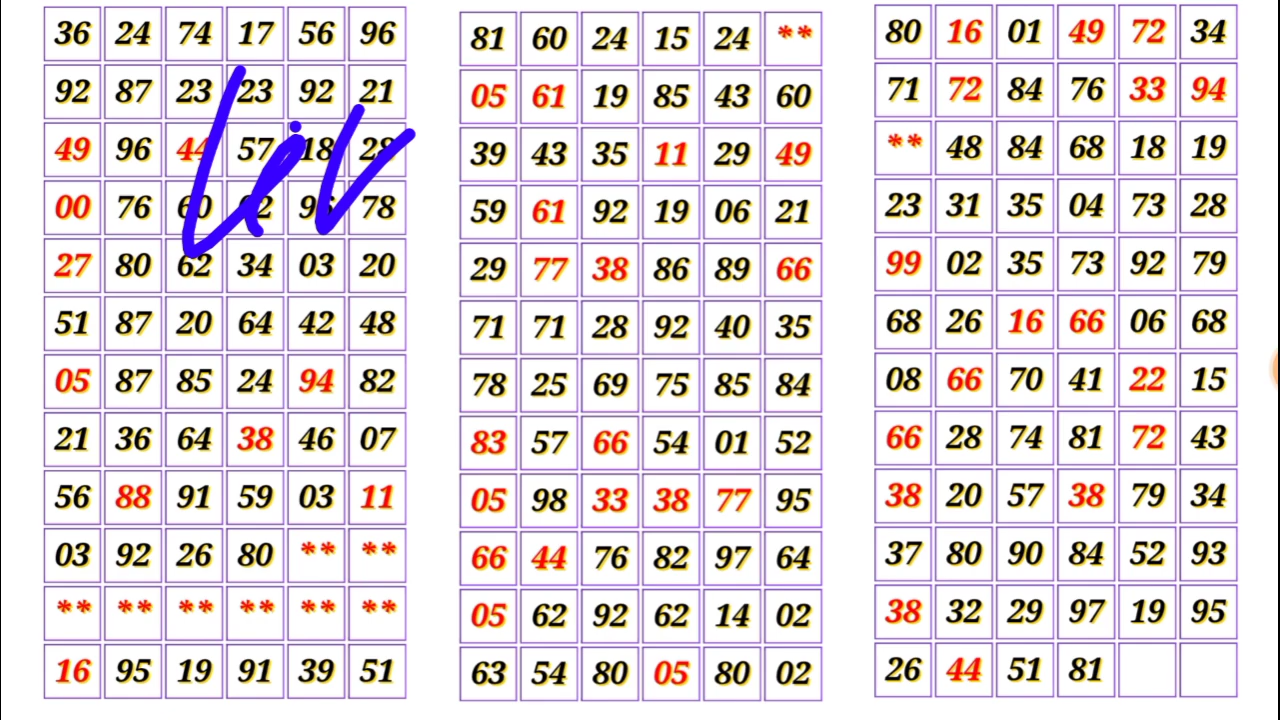 36 24 74 17 56 96
92 87 23 23 92 21
49 96 44 57 18 28
00 76 60 02 96 78
27 80 62 34 03 20
51 87 20 64 42 48
05 87 85 24 94 82
21 36 64 38 46 07
56 88 91 59 03 11
03 92 26 80 ** **
** ** ** ** ** **
16 95 19 91 39 51
81 60 24 15 24 **
05 61 19 85 43 60
39 43 35 11 29 49
59 61 92 19 06 21
29 77 38 86 89 66
71 71 28 92 40 35
78 25 69 75 85 84
83 57 66 54 01 52
05 98 33 38 77 95
66 44 76 82 97 64
05 62 92 62 14 02
63 54 80 05 80 02
80 16 01 49 72 34
71 72 84 76 33 94
** 48 84 68 18 19
23 31 35 04 73 28
99 02 35 73 92 79
68 26 16 66 06 68
08 66 70 41 22 15
66 28 74 81 72 43
38 20 57 38 79 34
37 80 90 84 52 93
38 32 29 97 19 95
26 44 51 81